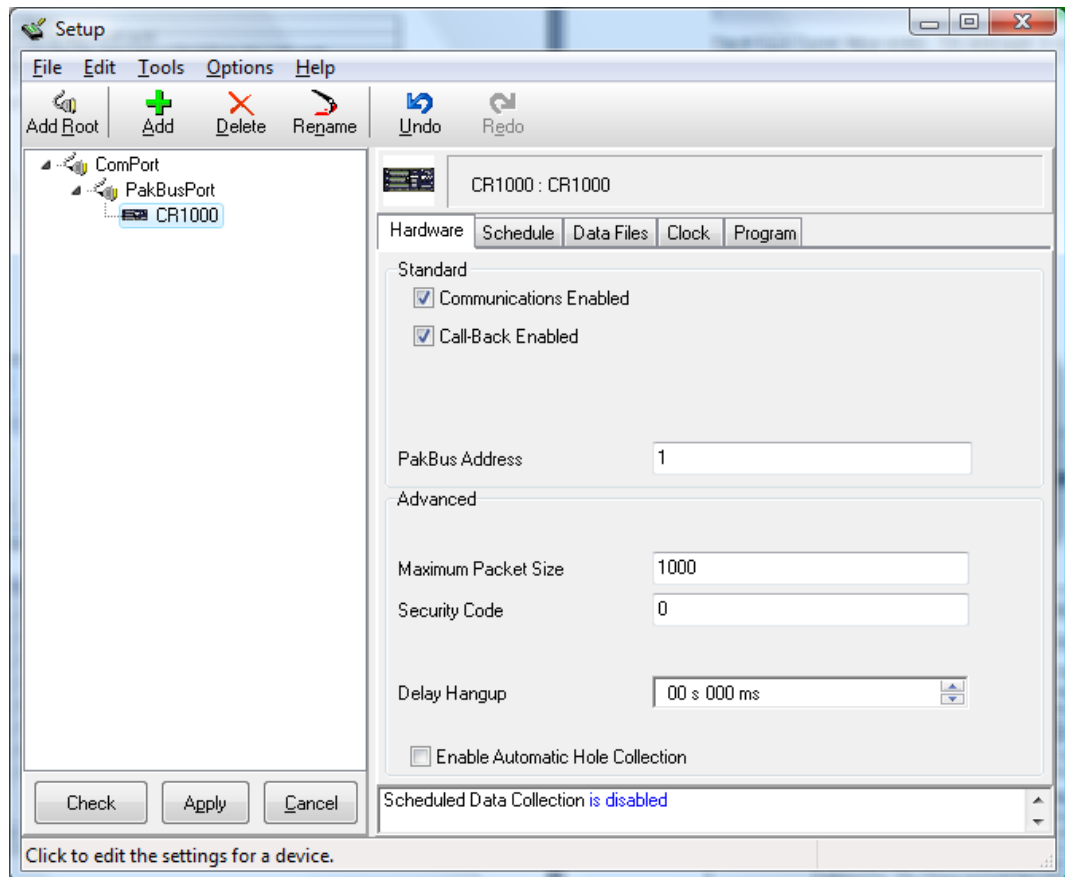 Setup
File Edit Tools Options Help
Add Root Add Delete Rename Undo Redo
ComPort
PakBusPort
CR1000
CR1000 : CR1000
Hardware Schedule Data Files Clock Program
Standard
Communications Enabled
Call-Back Enabled
PakBus Address 1
Advanced
Maximum Packet Size 1000
Security Code 0
Delay Hangup 00 s 000 ms
Enable Automatic Hole Collection
Check Apply Cancel
Scheduled Data Collection is disabled
Click to edit the settings for a device.